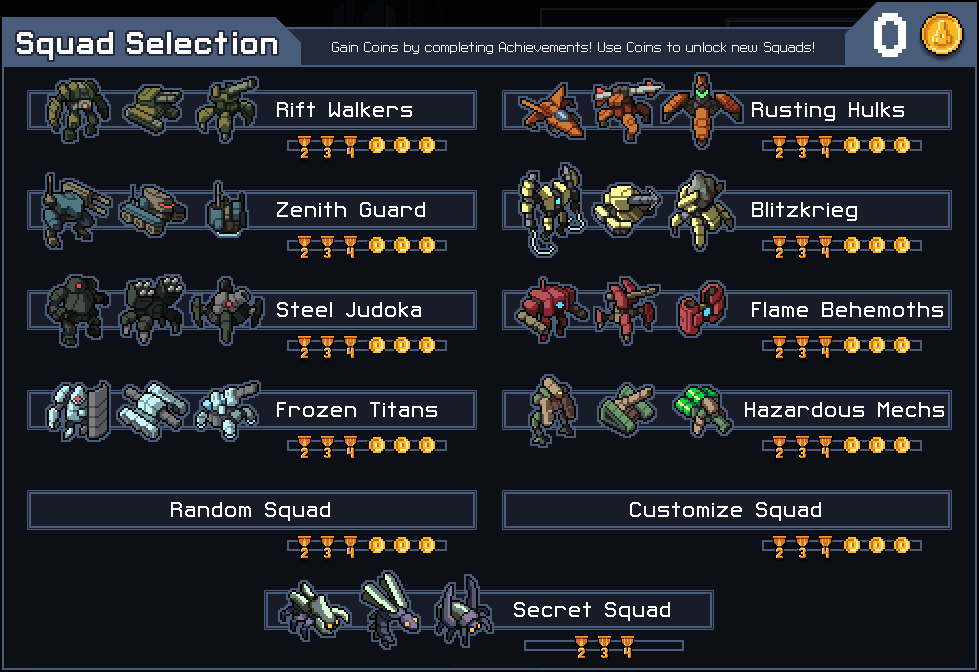 Squad Selection
Gain Coins by completing Achievements! Use Coins to unlock new Squads!
0
Rift Walkers
2 3 4
Rusting Hulks
2 3 4
Zenith Guard
2 3 4
Blitzkrieg
2 3 4
Steel Judoka
2 3 4
Flame Behemoths
2 3 4
Frozen Titans
2 3 4
Hazardous Mechs
2 3 4
Random Squad
2 3 4
Customize Squad
2 3 4
Secret Squad
2 3 4